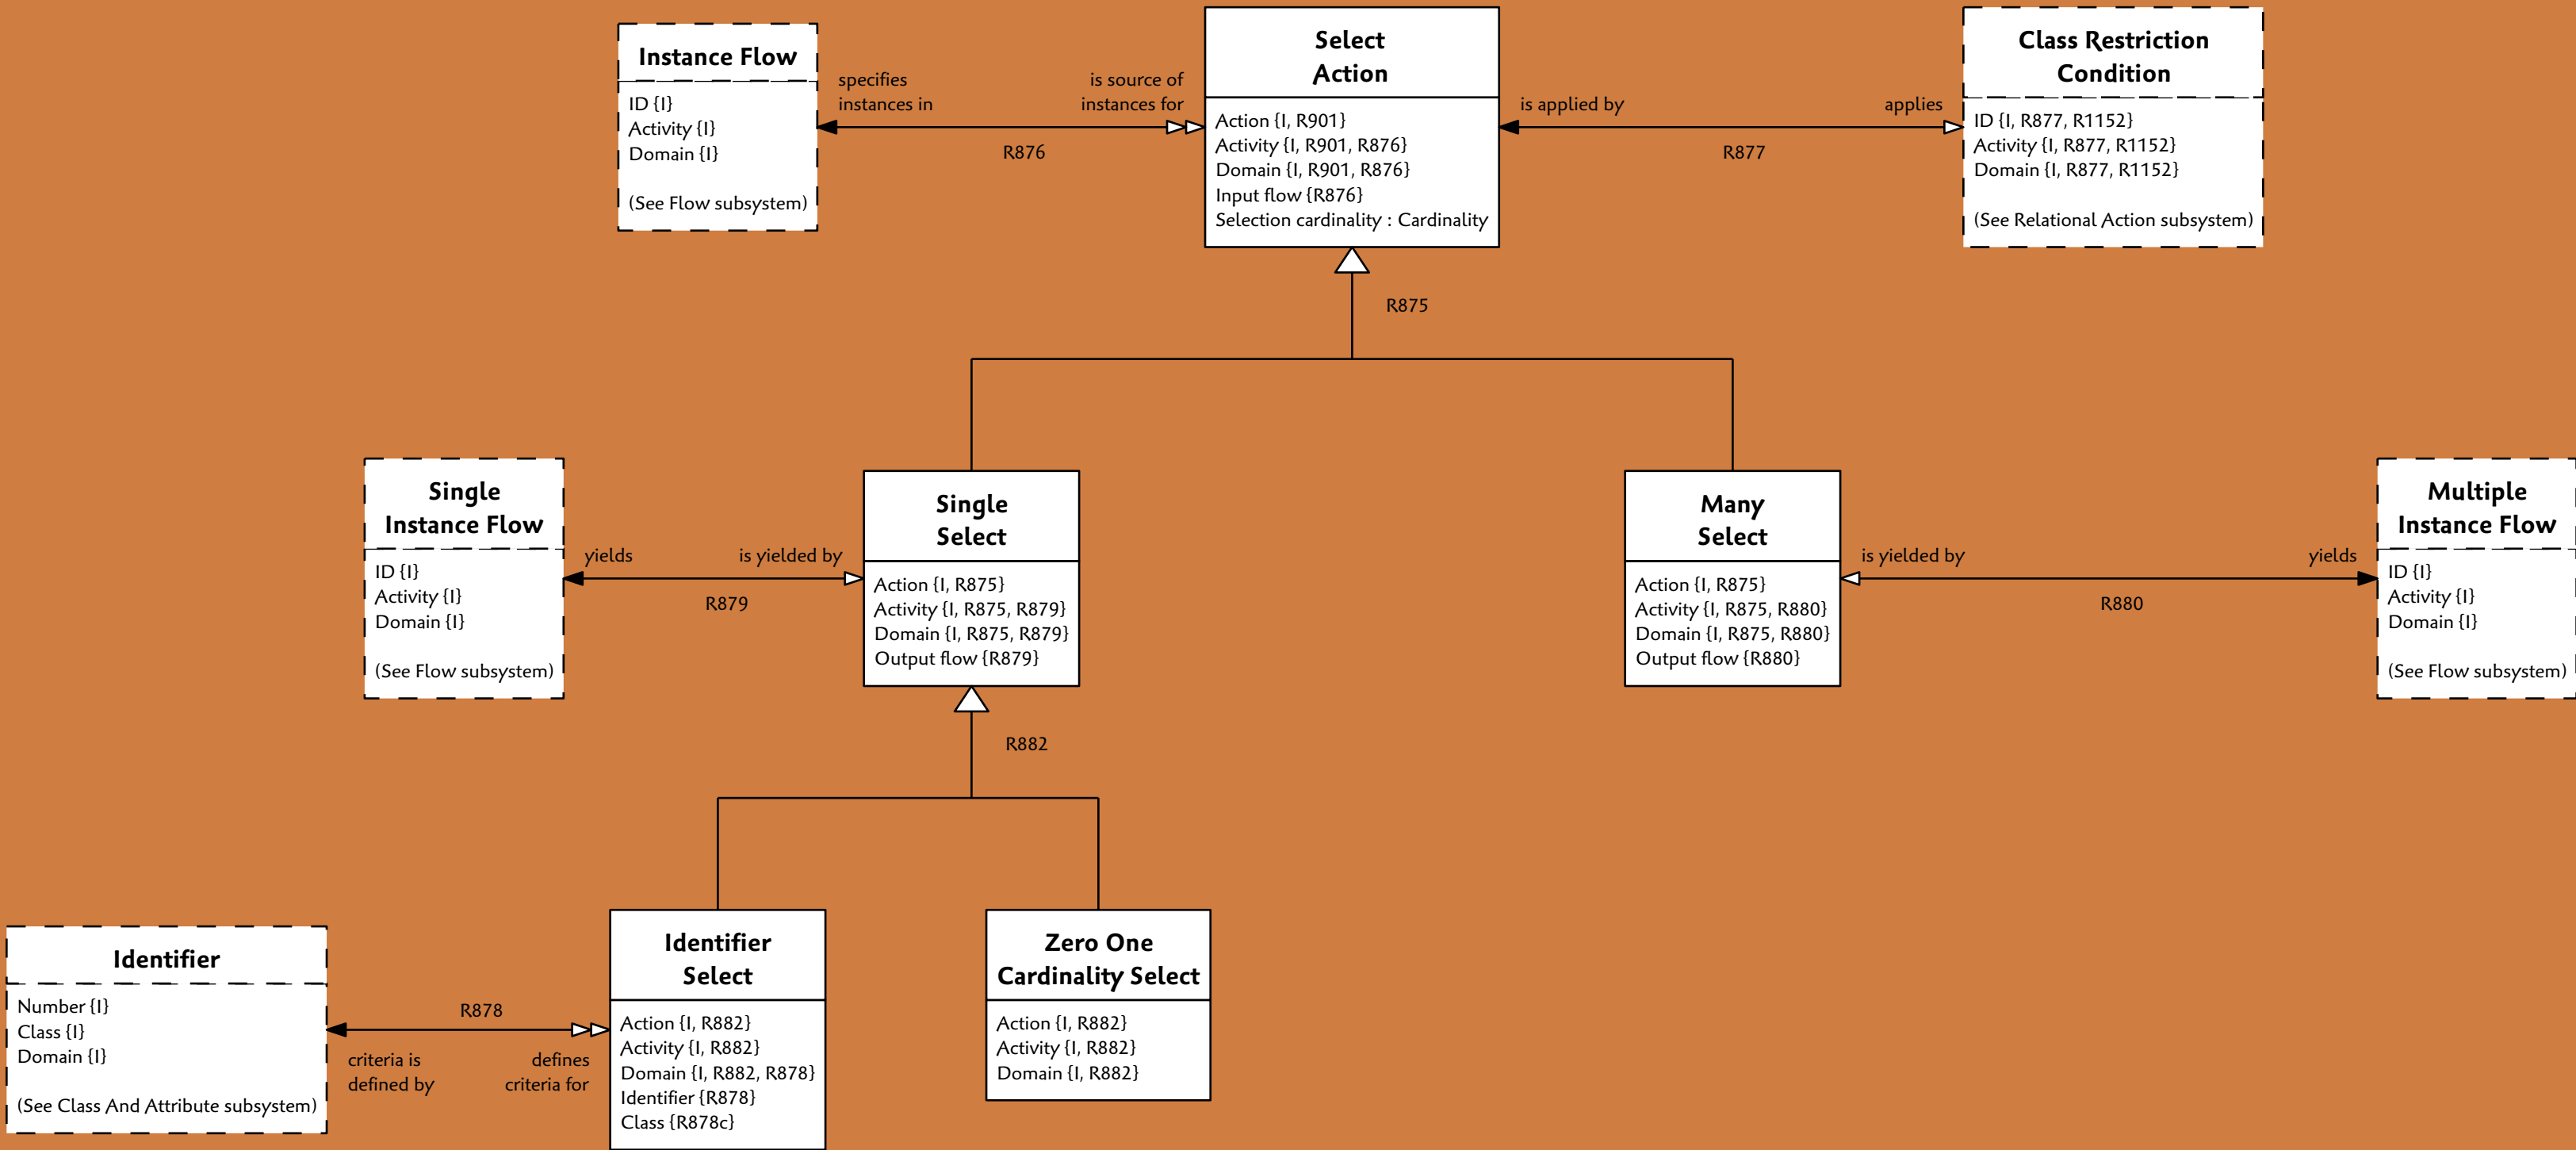 Instance Flow
ID {I}
Activity {I}
Domain {I}
(See Flow subsystem)
specifies
instances in
is source of
instances for
R876
Select
Action
Action {I, R901}
Activity {I, R901, R876}
Domain {I, R901, R876}
Input flow {R876}
Selection cardinality : Cardinality
is applied by
applies
R877
Class Restriction
Condition
ID {I, R877, R1152}
Activity {I, R877, R1152}
Domain {I, R877, R1152}
(See Relational Action subsystem)
R875
Single
Instance Flow
ID {I}
Activity {I}
Domain {I}
(See Flow subsystem)
yields
is yielded by
R879
Single
Select
Action {I, R875}
Activity {I, R875, R879}
Domain {I, R875, R879}
Output flow {R879}
Many
Select
Action {I, R875}
Activity {I, R875, R880}
Domain {I, R875, R880}
Output flow {R880}
is yielded by
yields
R880
Multiple
Instance Flow
ID {I}
Activity {I}
Domain {I}
(See Flow subsystem)
R882
Identifier
Number {I}
Class {I}
Domain {I}
(See Class And Attribute subsystem)
R878
criteria is
defined by
defines
criteria for
Identifier
Select
Action {I, R882}
Activity {I, R882}
Domain {I, R882, R878}
Identifier {R878}
Class {R878c}
Zero One
Cardinality Select
Action {I, R882}
Activity {I, R882}
Domain {I, R882}